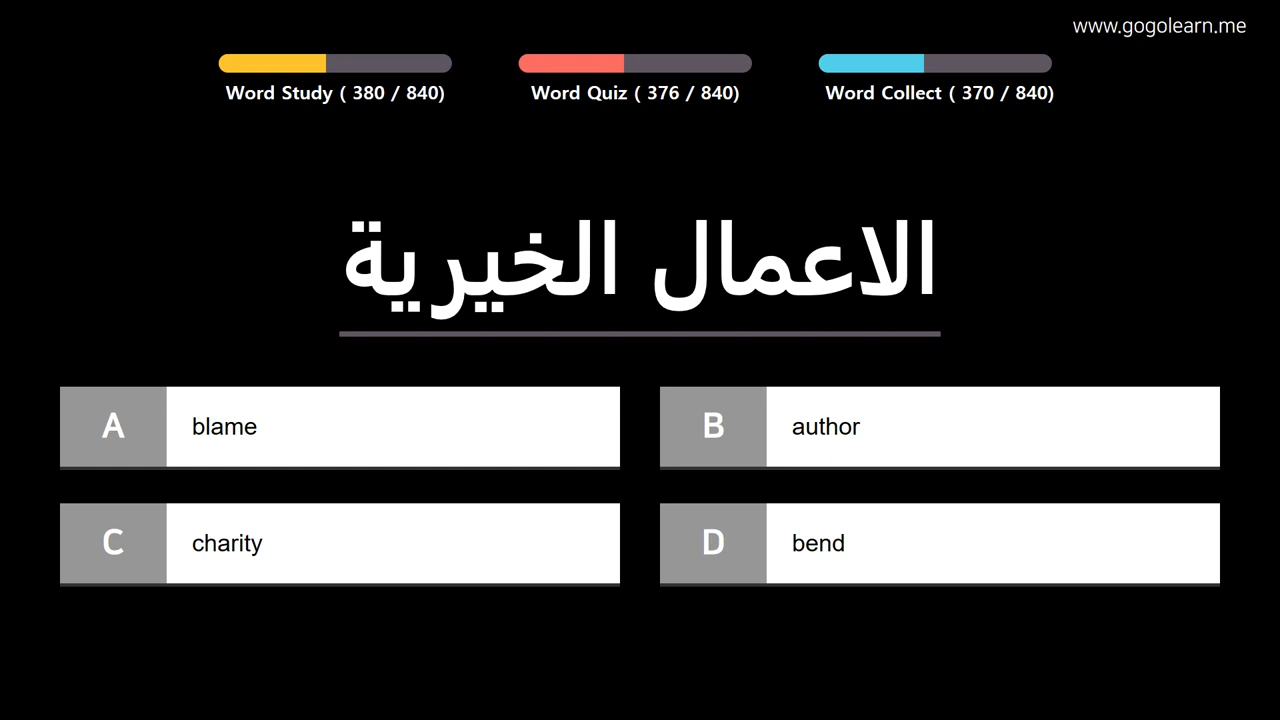 www.gogolearn.me
Word Study ( 380 / 840)
Word Quiz ( 376 / 840)
Word Collect ( 370 / 840)
الاعمال الخيرية
A blame
B author
C charity
D bend